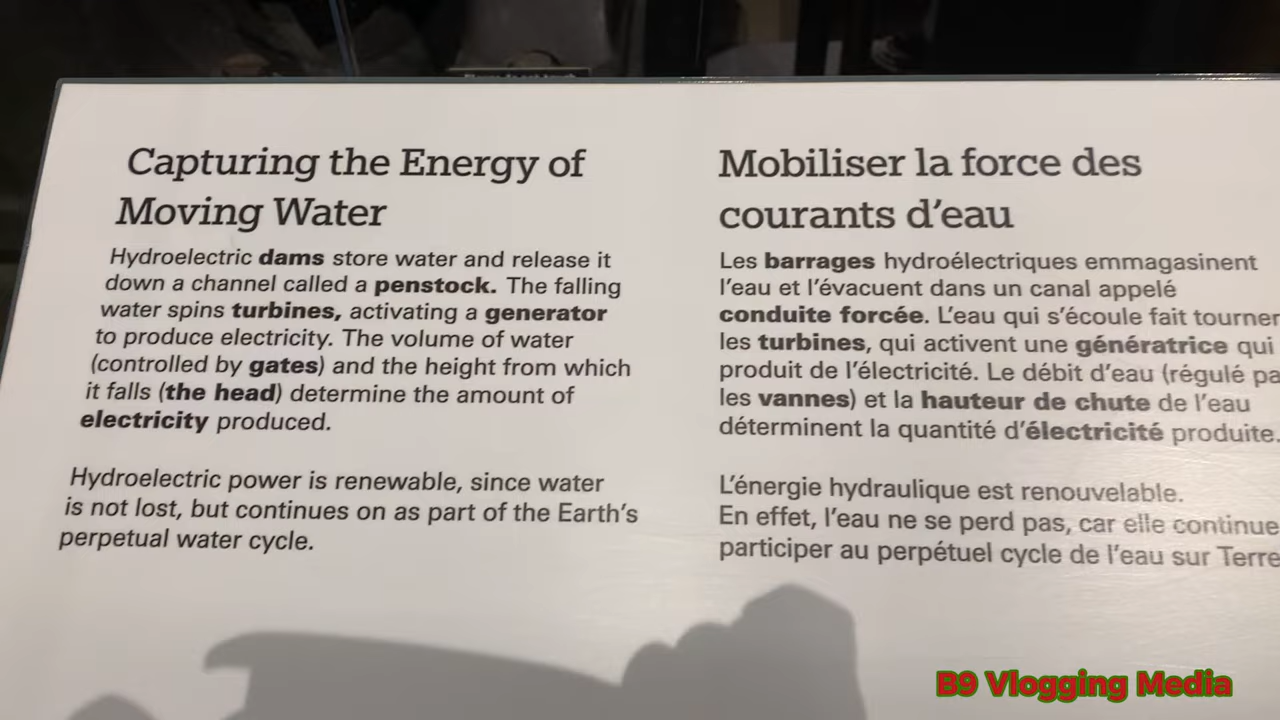 Capturing the Energy of
Moving Water
Hydroelectric dams store water and release it
down a channel called a penstock. The falling
water spins turbines, activating a generator
to produce electricity. The volume of water
(controlled by gates) and the height from which
it falls (the head) determine the amount of
electricity produced.
Hydroelectric power is renewable, since water
is not lost, but continues on as part of the Earth's
perpetual water cycle.
Mobiliser la force des
courants d'eau
Les barrages hydroélectriques emmagasinent
l'eau et l'évacuent dans un canal appelé
conduite forcée. L'eau qui s'écoule fait tourner
les turbines, qui activent une génératrice qui
produit de l'électricité. Le débit d'eau (régulé pa
les vannes) et la hauteur de chute de l'eau
déterminent la quantité d'électricité produite.
L'énergie hydraulique est renouvelable.
En effet, l'eau ne se perd pas, car elle continue
participer au perpétuel cycle de l'eau sur Terre
B9 Vlogging Media